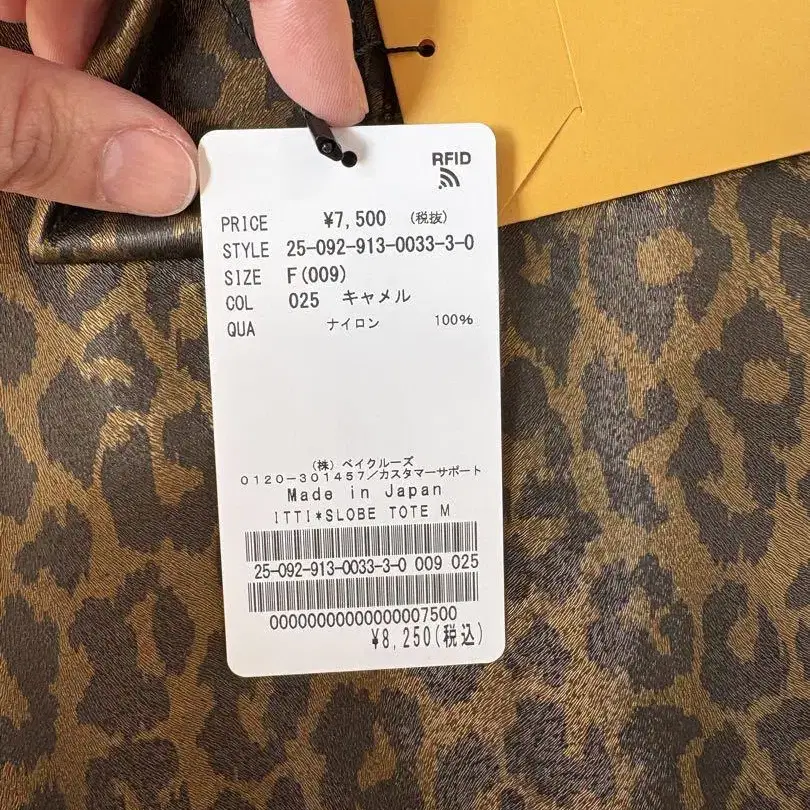 RFID
PRICE ¥7,500 (税抜)
STYLE 25-092-913-0033-3-0
SIZE F(009)
COL 025 キャメル
QUA ナイロン 100%
(株) ベイクルーズ
0120-301457/カスタマーサポート
Made in Japan
ITTI*SLOBE TOTE M
25-092-913-0033-3-0 009 025
00000000000000007500
¥8,250(税込)